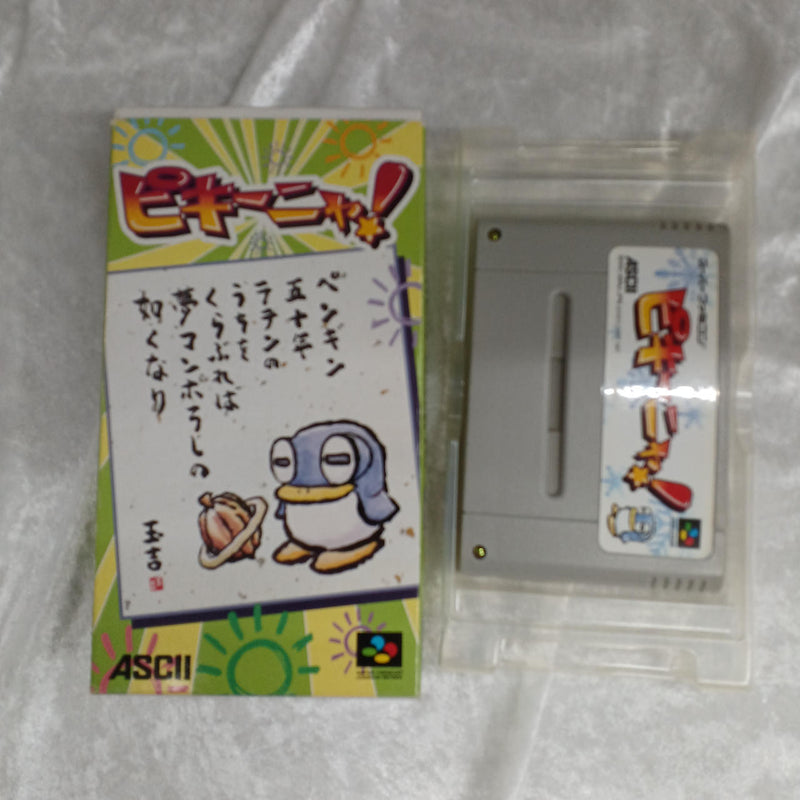 ピキーニャ!
ペンギン
五十年
ラテンの
うちを
くらぶれは
夢マンボうしの
如くなり
玉吉
ASCII
ASCII
ピキーニャ!